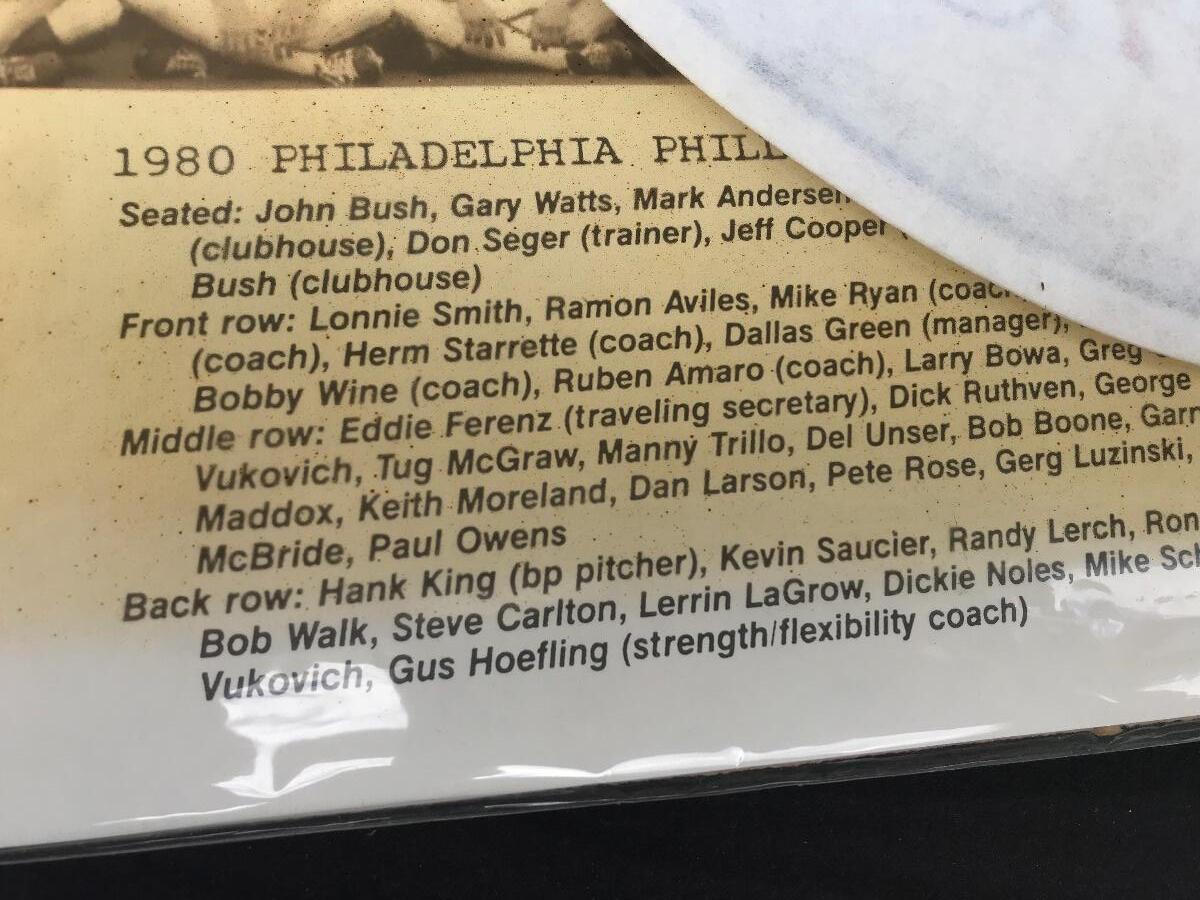 1980 PHILADELPHIA PHILL
Seated: John Bush, Gary Watts, Mark Andersen
(clubhouse), Don Seger (trainer), Jeff Cooper
Bush (clubhouse)
Front row: Lonnie Smith, Ramon Aviles, Mike Ryan (coac
(coach), Herm Starrette (coach), Dallas Green (manager),
Bobby Wine (coach), Ruben Amaro (coach), Larry Bowa, Greg
Middle row: Eddie Ferenz (traveling secretary), Dick Ruthven, George
Vukovich, Tug McGraw, Manny Trillo, Del Unser, Bob Boone, Garr
Maddox, Keith Moreland, Dan Larson, Pete Rose, Gerg Luzinski,
McBride, Paul Owens
Back row: Hank King (bp pitcher), Kevin Saucier, Randy Lerch, Ron
Bob Walk, Steve Carlton, Lerrin LaGrow, Dickie Noles, Mike Sch
Vukovich, Gus Hoefling (strength/flexibility coach)